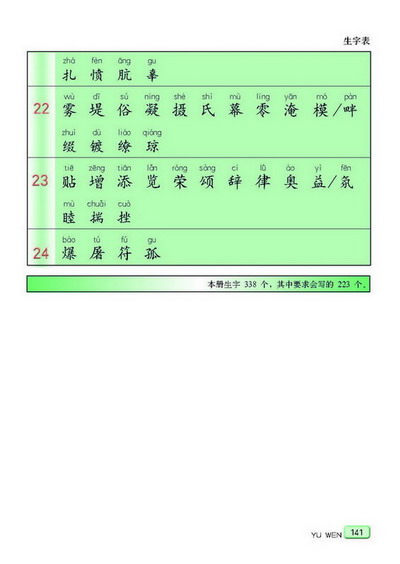 生字表
zhá fèn āng gū
扎 愤 肮 辜
wù dī sú níng shè shì mù líng yān mó pàn
22 雾 堤 俗 凝 摄 氏 幕 零 淹 模/畔
zhuì dù liáo qióng
缀 镀 缭 琼
tiē zēng tiān lǎn róng sòng cí lǜ ào yì fēn
23 贴 增 添 览 荣 颂 辞 律 奥 益/氛
mù chuǎi cuò
睦 揣 挫
bào tú fú gū
24 爆 屠 符 孤
本册生字 338 个,其中要求会写的 223 个。
YU WEN 141